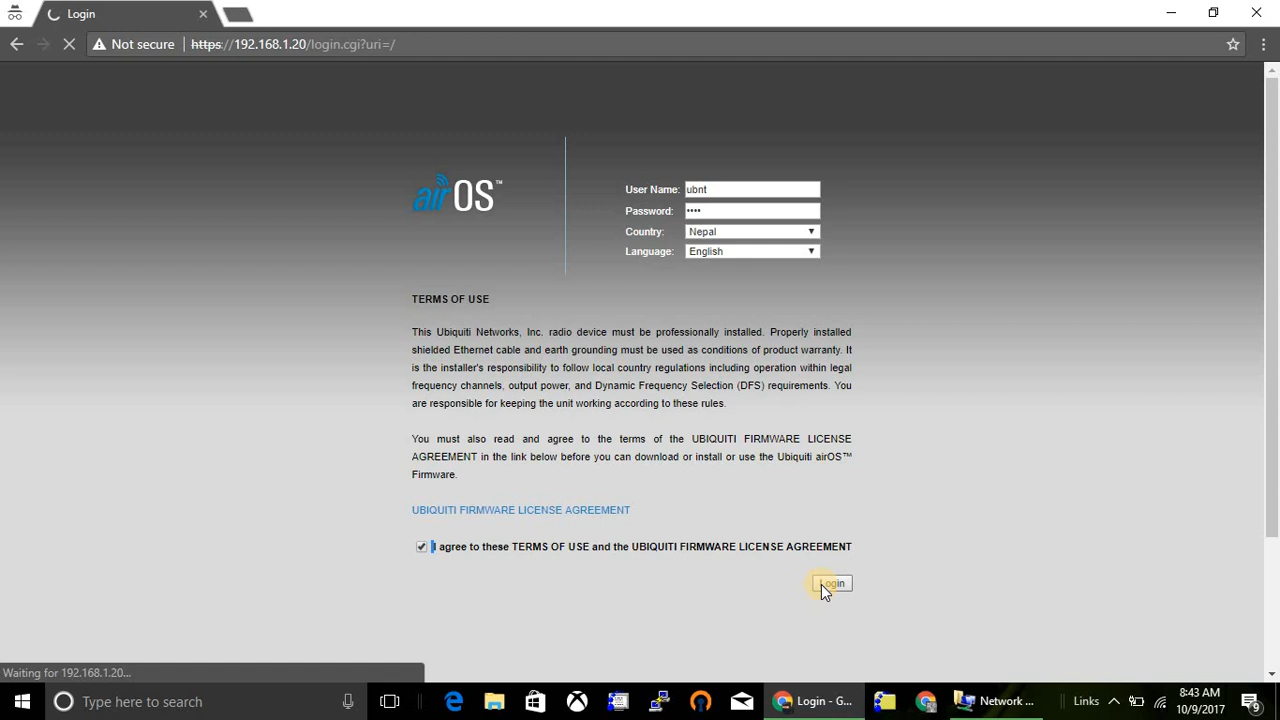 Login
Not secure https://192.168.1.20/login.cgi?uri=/
airOS™
User Name: ubnt
Password: ••••
Country: Nepal
Language: English
TERMS OF USE
This Ubiquiti Networks, Inc. radio device must be professionally installed. Properly installed
shielded Ethernet cable and earth grounding must be used as conditions of product warranty. It
is the installer's responsibility to follow local country regulations including operation within legal
frequency channels, output power, and Dynamic Frequency Selection (DFS) requirements. You
are responsible for keeping the unit working according to these rules.
You must also read and agree to the terms of the UBIQUITI FIRMWARE LICENSE
AGREEMENT in the link below before you can download or install or use the Ubiquiti airOS™
Firmware.
UBIQUITI FIRMWARE LICENSE AGREEMENT
I agree to these TERMS OF USE and the UBIQUITI FIRMWARE LICENSE AGREEMENT
Login
Waiting for 192.168.1.20...
Type here to search
Login - G...
Network ...
Links
8:43 AM
10/9/2017
9